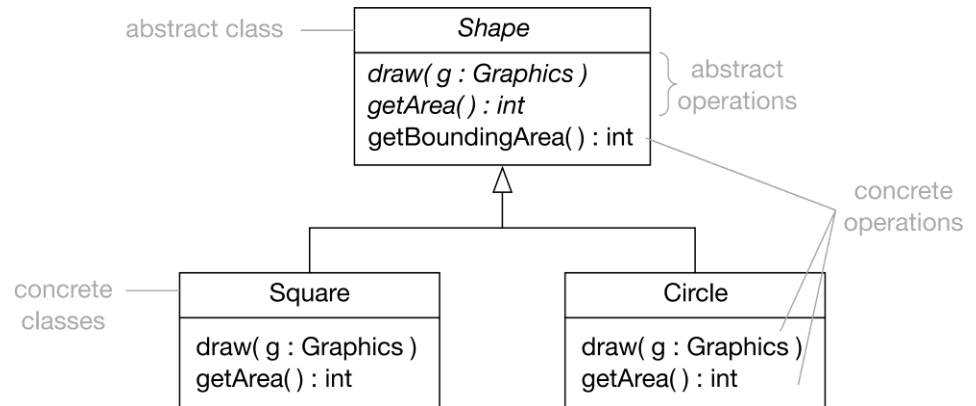 abstract class
Shape
draw( g : Graphics )
getArea() : int
getBoundingArea() : int
abstract
operations
concrete
operations
concrete
classes
Square
draw( g : Graphics )
getArea() : int
Circle
draw( g : Graphics )
getArea() : int